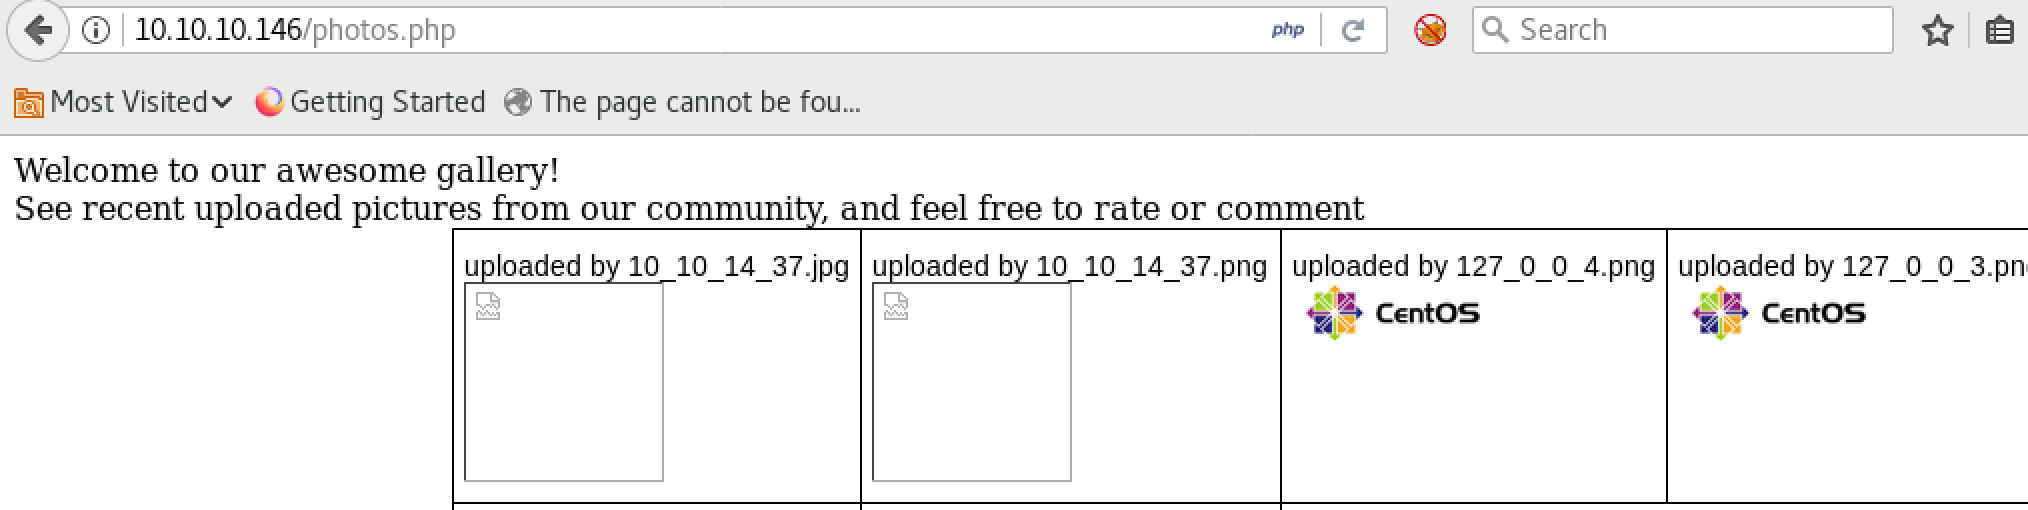 10.10.10.146/photos.php php Search
Most Visited Getting Started The page cannot be fou...
Welcome to our awesome gallery!
See recent uploaded pictures from our community, and feel free to rate or comment
uploaded by 10_10_14_37.jpg uploaded by 10_10_14_37.png uploaded by 127_0_0_4.png uploaded by 127_0_0_3.pn
CentOS CentOS